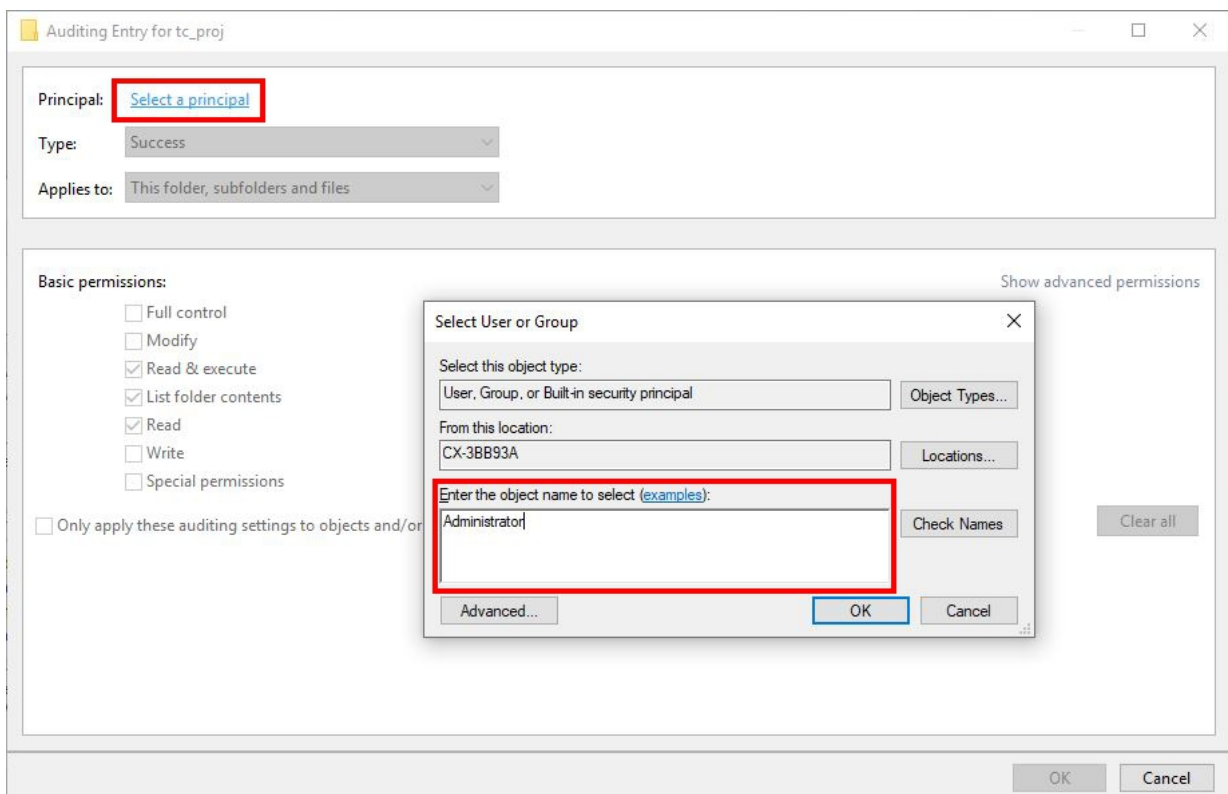 Auditing Entry for tc_proj
Principal: Select a principal
Type: Success
Applies to: This folder, subfolders and files
Basic permissions:
Show advanced permissions
Full control
Modify
Read & execute
List folder contents
Read
Write
Special permissions
Only apply these auditing settings to objects and/or
Clear all
Select User or Group
Select this object type:
User, Group, or Built-in security principal
Object Types...
From this location:
CX-3BB93A
Locations...
Enter the object name to select (examples):
Administrator
Check Names
Advanced...
OK
Cancel
OK
Cancel